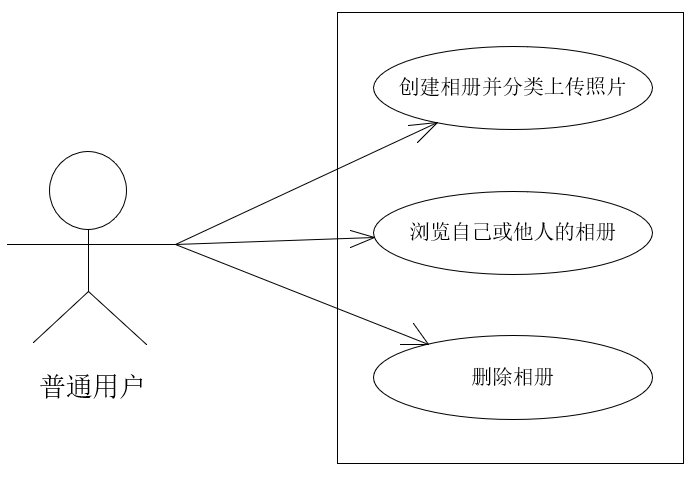 创建相册并分类上传照片
浏览自己或他人的相册
删除相册
普通用户